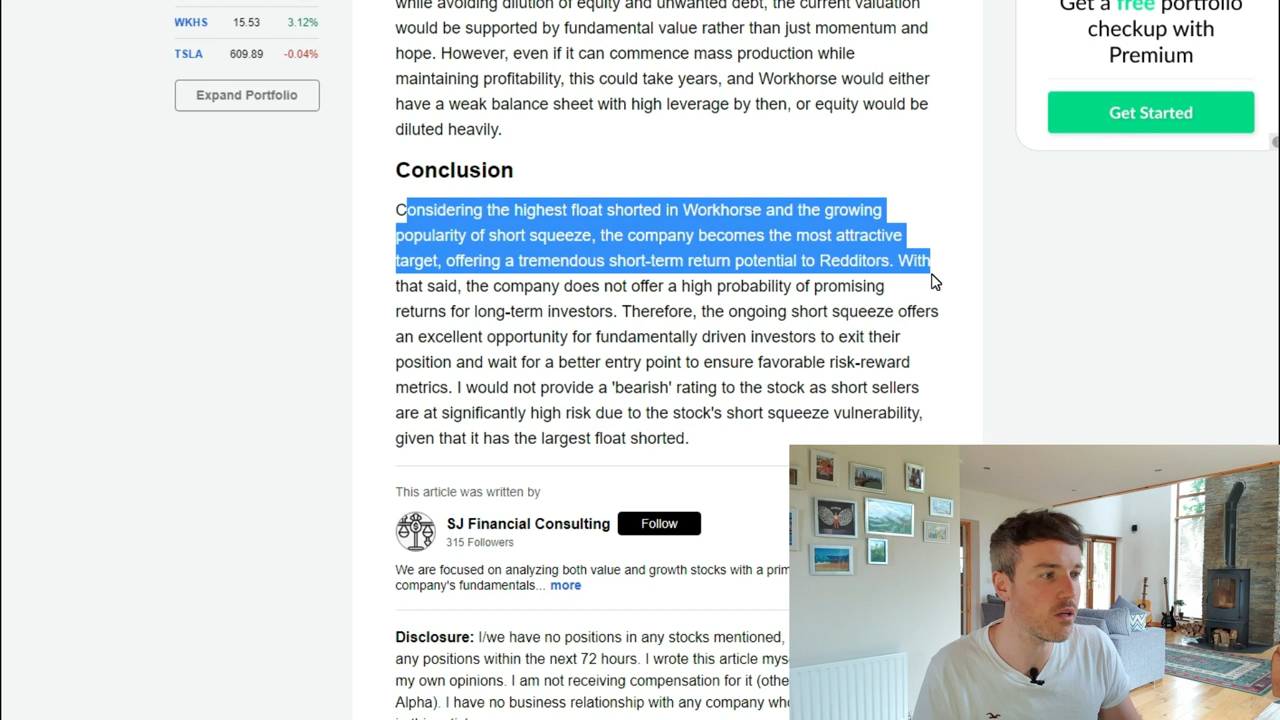 WKHS 15.53 3.12%
TSLA 609.89 -0.04%
Expand Portfolio
while avoiding dilution of equity and unwanted debt, the current valuation
would be supported by fundamental value rather than just momentum and
hope. However, even if it can commence mass production while
maintaining profitability, this could take years, and Workhorse would either
have a weak balance sheet with high leverage by then, or equity would be
diluted heavily.
Conclusion
Considering the highest float shorted in Workhorse and the growing
popularity of short squeeze, the company becomes the most attractive
target, offering a tremendous short-term return potential to Redditors. With
that said, the company does not offer a high probability of promising
returns for long-term investors. Therefore, the ongoing short squeeze offers
an excellent opportunity for fundamentally driven investors to exit their
position and wait for a better entry point to ensure favorable risk-reward
metrics. I would not provide a 'bearish' rating to the stock as short sellers
are at significantly high risk due to the stock's short squeeze vulnerability,
given that it has the largest float shorted.
This article was written by
SJ Financial Consulting Follow
315 Followers
We are focused on analyzing both value and growth stocks with a prim
company's fundamentals... more
Disclosure: I/we have no positions in any stocks mentioned,
any positions within the next 72 hours. I wrote this article mys
my own opinions. I am not receiving compensation for it (othe
Alpha). I have no business relationship with any company who
Get a free portfolio
checkup with
Premium
Get Started